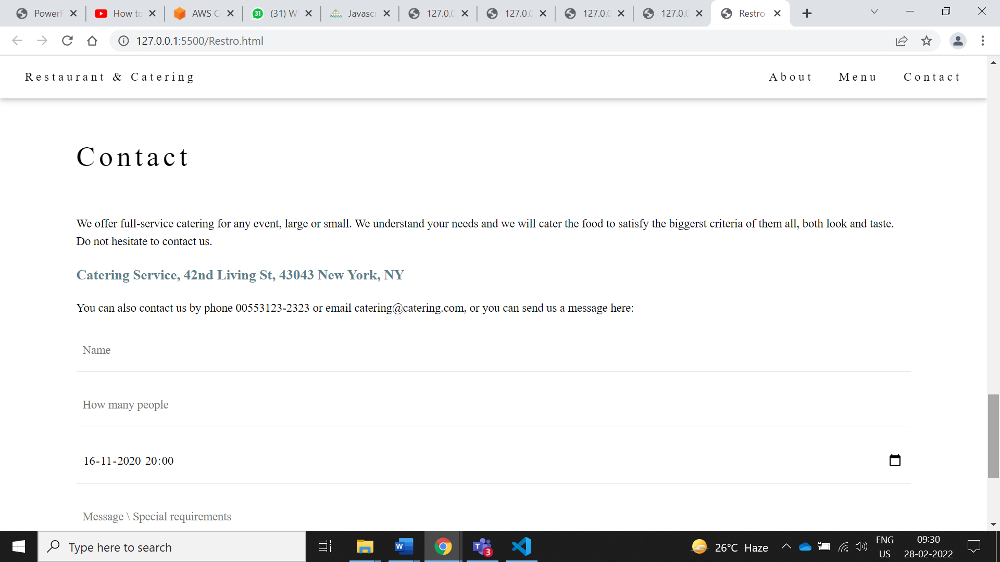 PowerP
How to
AWS C
(31) W
Javascr
127.0.0
127.0.0
127.0.0
127.0.0
Restro
127.0.0.1:5500/Restro.html
Restaurant & Catering
About Menu Contact
Contact
We offer full-service catering for any event, large or small. We understand your needs and we will cater the food to satisfy the biggerst criteria of them all, both look and taste.
Do not hesitate to contact us.
Catering Service, 42nd Living St, 43043 New York, NY
You can also contact us by phone 00553123-2323 or email catering@catering.com, or you can send us a message here:
Name
How many people
16-11-2020 20:00
Message \ Special requirements
Type here to search
3
26°C Haze
ENG
US
09:30
28-02-2022